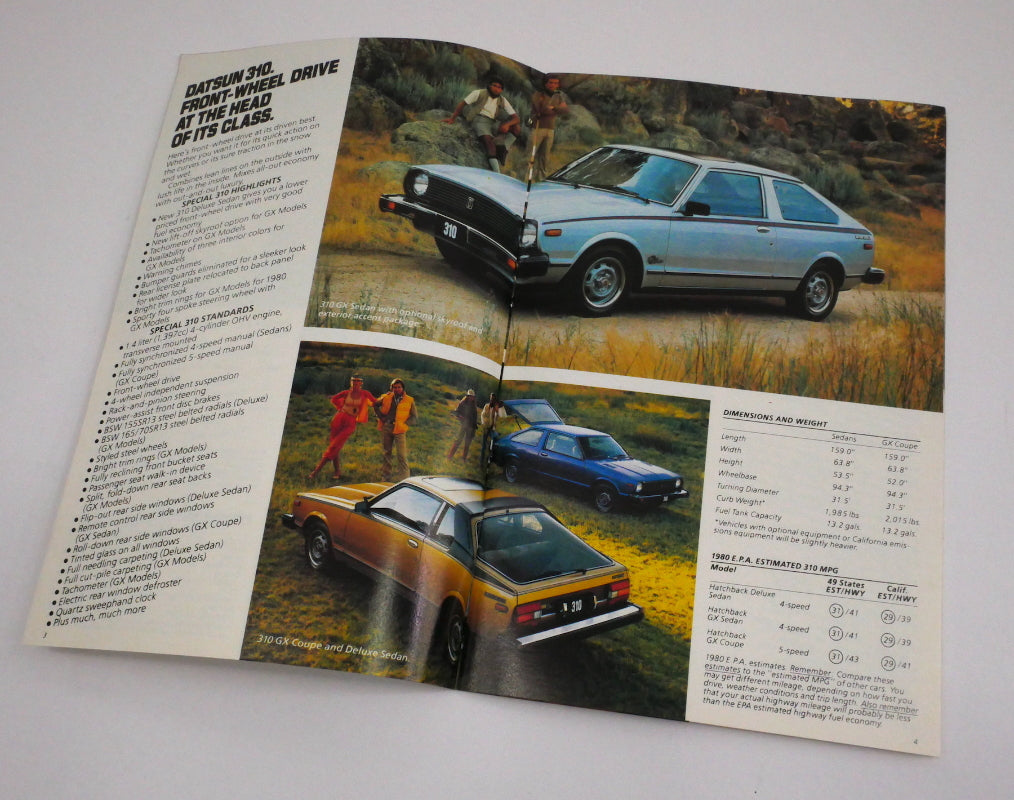 DATSUN 310.
FRONT-WHEEL DRIVE
AT THE HEAD
OF ITS CLASS.
Here's front-wheel drive at its driven best
Whether you want it for its quick action on
the curves or its sure traction in the snow
and wet.
Combines lean lines on the outside with
lush life in the inside. Mixes all-out economy
with out-and-out luxury.
SPECIAL 310 HIGHLIGHTS
• New 310 Deluxe Sedan gives you a lower
priced front-wheel drive with very good
fuel economy
• New lift-off skyroof option for GX Models
• Tachometer on GX Models
• Availability of three interior colors for
GX Models
• Warning chimes
• Bumper guards eliminated for a sleeker look
• Rear license plate relocated to back panel
for wider look
• Bright trim rings for GX Models for 1980
• Sporty four spoke steering wheel with
GX Models
SPECIAL 310 STANDARDS
• 1.4 liter (1,397cc) 4-cylinder OHV engine,
transverse mounted
• Fully synchronized 4-speed manual (Sedans)
• Fully synchronized 5-speed manual
(GX Coupe)
• Front-wheel drive
• 4-wheel independent suspension
• Rack-and-pinion steering
• Power-assist front disc brakes
• BSW 155SR13 steel belted radials (Deluxe)
• BSW 165/70SR13 steel belted radials
(GX Models)
• Styled steel wheels
• Bright trim rings (GX Models)
• Fully reclining front bucket seats
• Passenger seat walk-in device
• Split, fold-down rear seat backs
(GX Models)
• Flip-out rear side windows (Deluxe Sedan)
• Remote control rear side windows
(GX Sedan)
• Roll-down rear side windows (GX Coupe)
• Tinted glass on all windows
• Full needling carpeting (Deluxe Sedan)
• Full cut-pile carpeting (GX Models)
• Tachometer (GX Models)
• Electric rear window defroster
• Quartz sweephand clock
• Plus much, much more
3
310
310 GX Sedan with optional skyroof and
exterior accent package.
310
310 GX Coupe and Deluxe Sedan.
DIMENSIONS AND WEIGHT
Sedans GX Coupe
Length 159.0" 159.0"
Width 63.8" 63.8"
Height 53.5" 52.0"
Wheelbase 94.3" 94.3"
Turning Diameter 31.5' 31.5'
Curb Weight* 1,985 lbs 2,015 lbs
Fuel Tank Capacity 13.2 gals. 13.2 gals.
*Vehicles with optional equipment or California emis-
sions equipment will be slightly heavier.
1980 E.P.A. ESTIMATED 310 MPG
Model 49 States EST/HWY Calif. EST/HWY
Hatchback Deluxe
Sedan 4-speed 31/41 29/39
Hatchback
GX Sedan 4-speed 31/41 29/39
Hatchback
GX Coupe 5-speed 31/43 29/41
1980 E.P.A. estimates. Remember: Compare these
estimates to the "estimated MPG" of other cars. You
may get different mileage, depending on how fast you
drive, weather conditions and trip length. Also remember
that your actual highway mileage will probably be less
than the EPA estimated highway fuel economy.
4